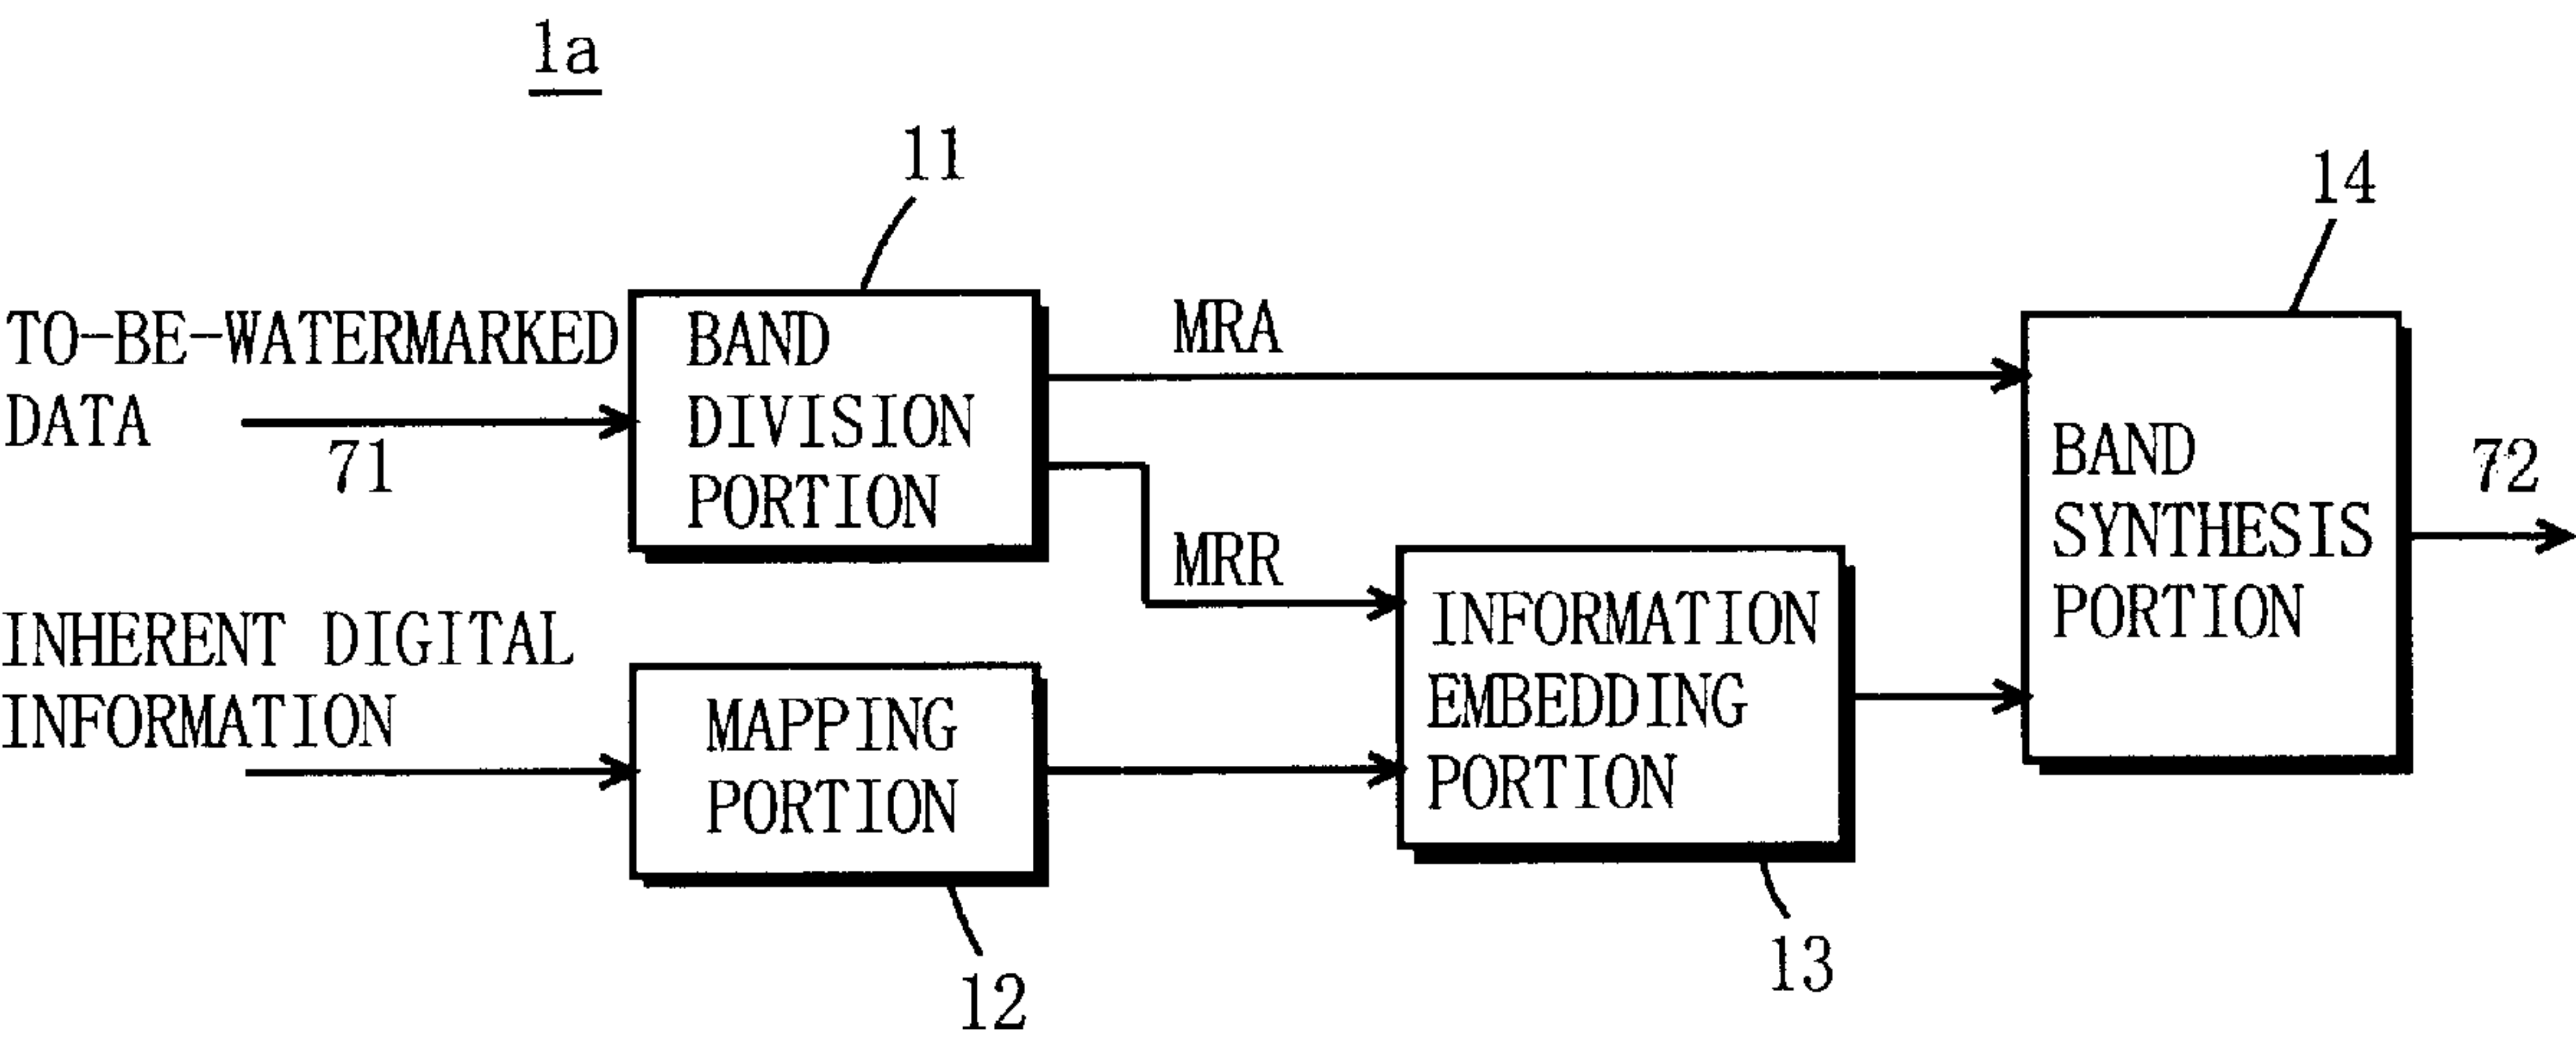 1a
11
14
TO-BE-WATERMARKED
DATA
71
BAND
DIVISION
PORTION
MRA
MRR
BAND
SYNTHESIS
PORTION
72
INHERENT DIGITAL
INFORMATION
MAPPING
PORTION
INFORMATION
EMBEDDING
PORTION
12
13